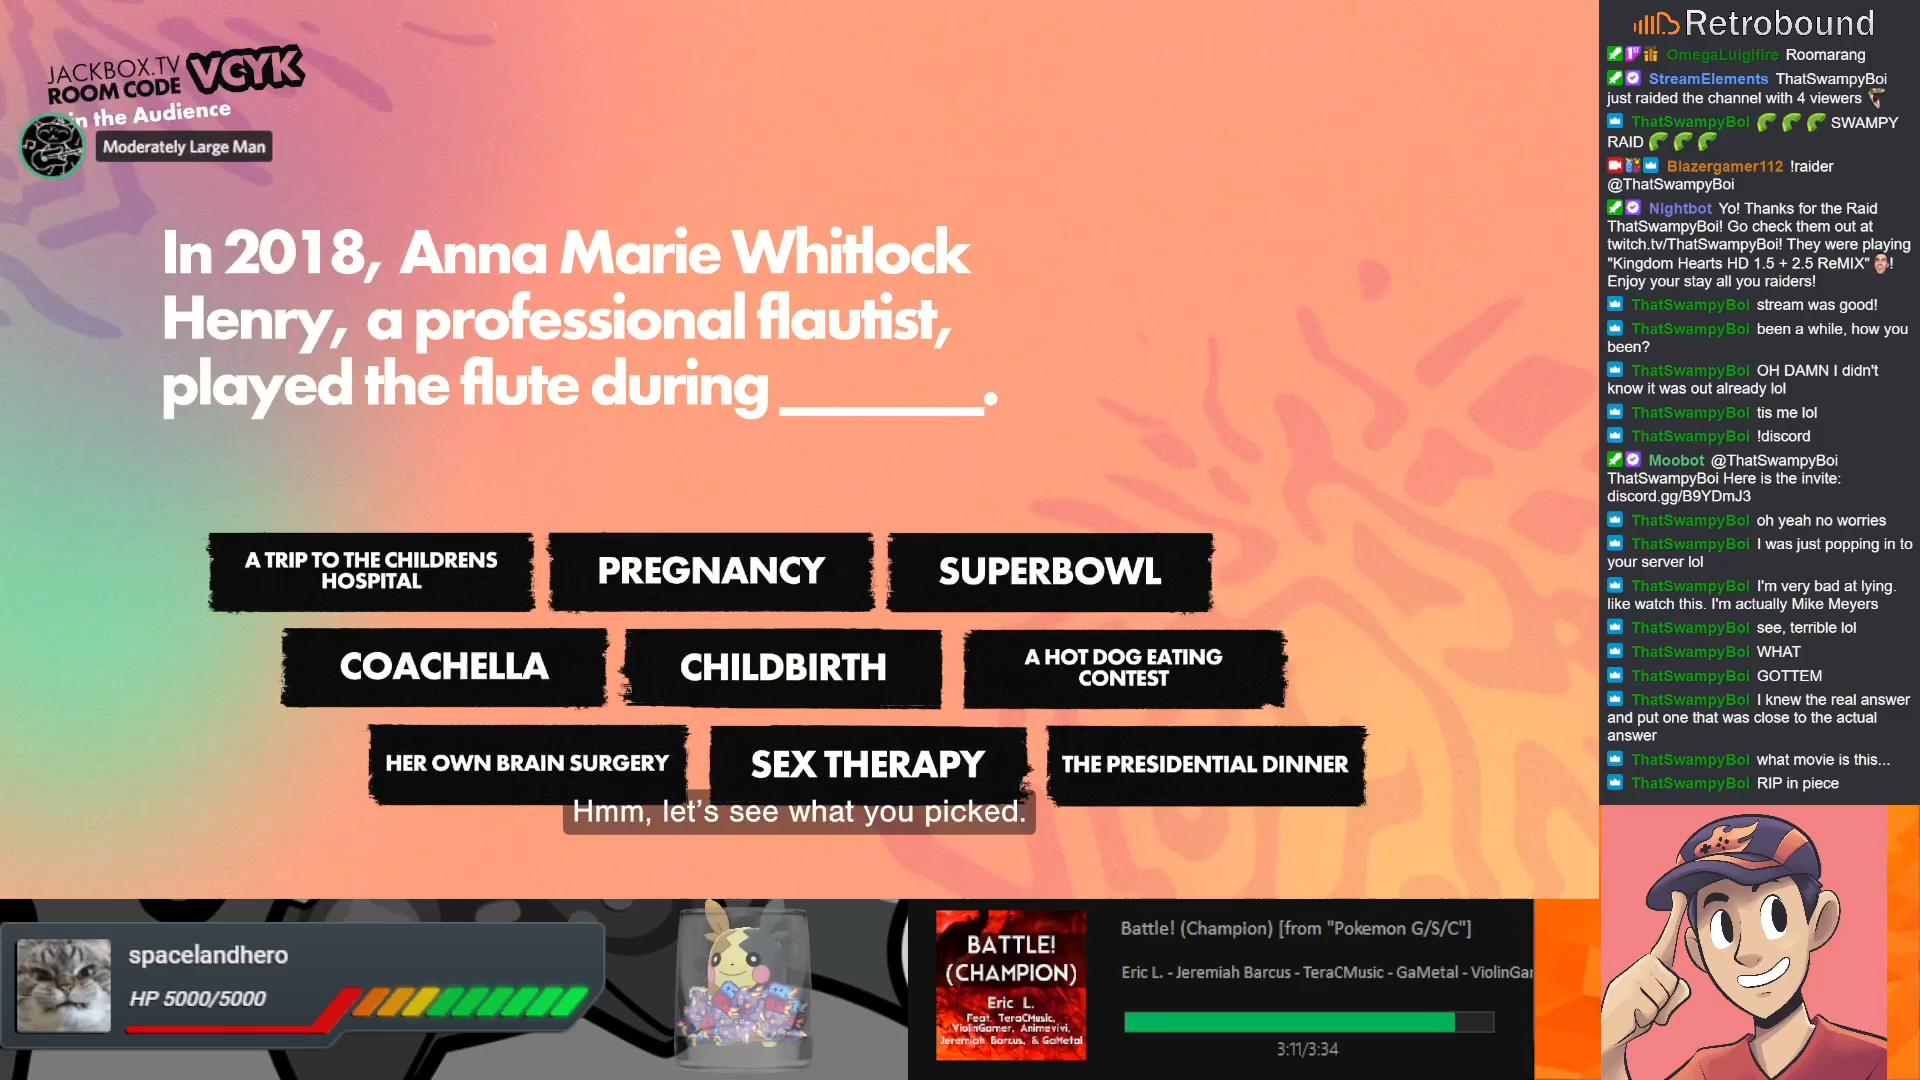 JACKBOX.TV
ROOM CODE
VGYK
in the Audience
Moderately Large Man
In 2018, Anna Marie Whitlock
Henry, a professional flautist,
played the flute during ________.
A TRIP TO THE CHILDRENS
HOSPITAL
PREGNANCY
SUPERBOWL
COACHELLA
CHILDBIRTH
A HOT DOG EATING
CONTEST
HER OWN BRAIN SURGERY
SEX THERAPY
THE PRESIDENTIAL DINNER
Hmm, let's see what you picked.
spacelandhero
HP 5000/5000
BATTLE!
(CHAMPION)
Eric L.
Feat. TeraCMusic,
ViolinGamer, Animevivi,
Jeremiah Barcus, & GaMetal
Battle! (Champion) [from "Pokemon G/S/C"]
Eric L. - Jeremiah Barcus - TeraCMusic - GaMetal - ViolinGar
3:11/3:34
Retrobound
OmegaLuigifire Roomarang
StreamElements ThatSwampyBoi
just raided the channel with 4 viewers
ThatSwampyBoI SWAMPY
RAID
Blazergamer112 !raider
@ThatSwampyBoi
Nightbot Yo! Thanks for the Raid
ThatSwampyBoi! Go check them out at
twitch.tv/ThatSwampyBoi! They were playing
"Kingdom Hearts HD 1.5 + 2.5 ReMIX" !
Enjoy your stay all you raiders!
ThatSwampyBoI stream was good!
ThatSwampyBoI been a while, how you
been?
ThatSwampyBoI OH DAMN I didn't
know it was out already lol
ThatSwampyBoI tis me lol
ThatSwampyBoI !discord
Moobot @ThatSwampyBoi
ThatSwampyBoi Here is the invite:
discord.gg/B9YDmJ3
ThatSwampyBoI oh yeah no worries
ThatSwampyBoI I was just popping in to
your server lol
ThatSwampyBoI I'm very bad at lying.
like watch this. I'm actually Mike Meyers
ThatSwampyBoI see, terrible lol
ThatSwampyBoI WHAT
ThatSwampyBoI GOTTEM
ThatSwampyBoI I knew the real answer
and put one that was close to the actual
answer
ThatSwampyBoI what movie is this...
ThatSwampyBoI RIP in piece